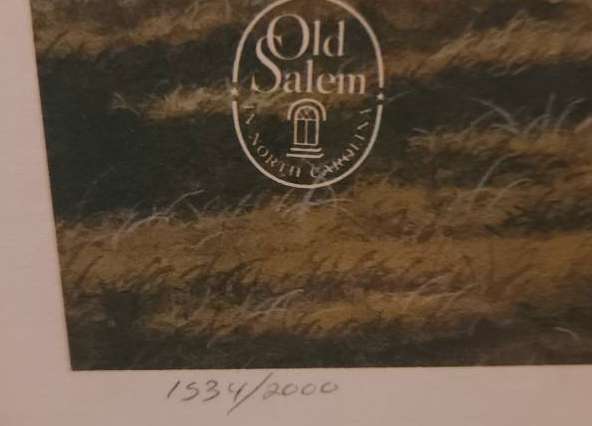 Old
Salem
IN NORTH CAROLINA
1534/2000